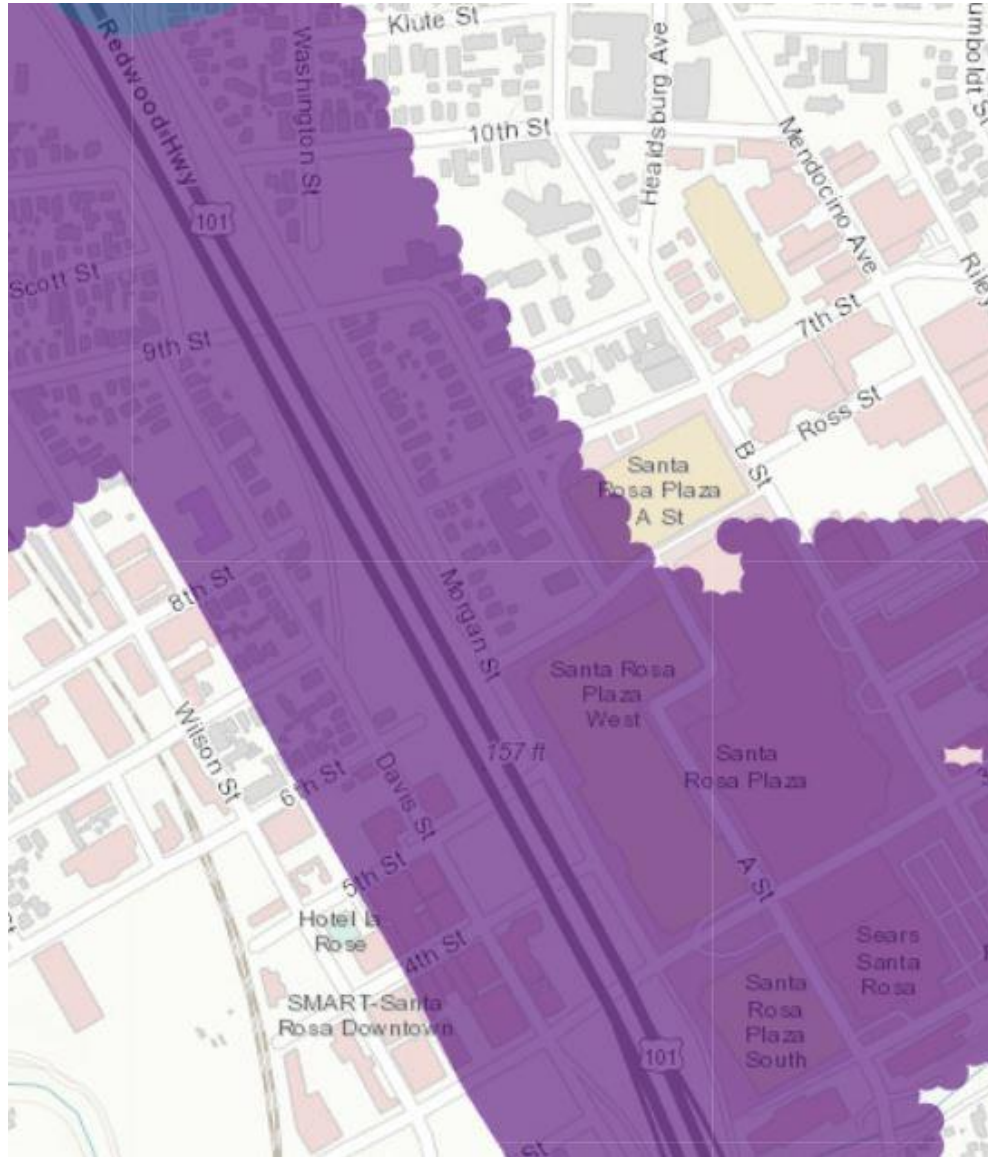 Klute St
Redwood Hwy
Washington St
Healdsburg Ave
10th St
Mendocino Ave
101
Scott St
Riley
9th St
7th St
Ross St
B St
Santa
Rosa Plaza
A St
8th St
Morgan St
Santa Rosa
Plaza
West
Wilson St
157 ft
Santa
Rosa Plaza
6th St
Davis St
A St
5th St
Hotel la
Rose
4th St
Sears
Santa
Rosa
SMART-Santa
Rosa Downtown
Santa
Rosa
Plaza
South
101
St